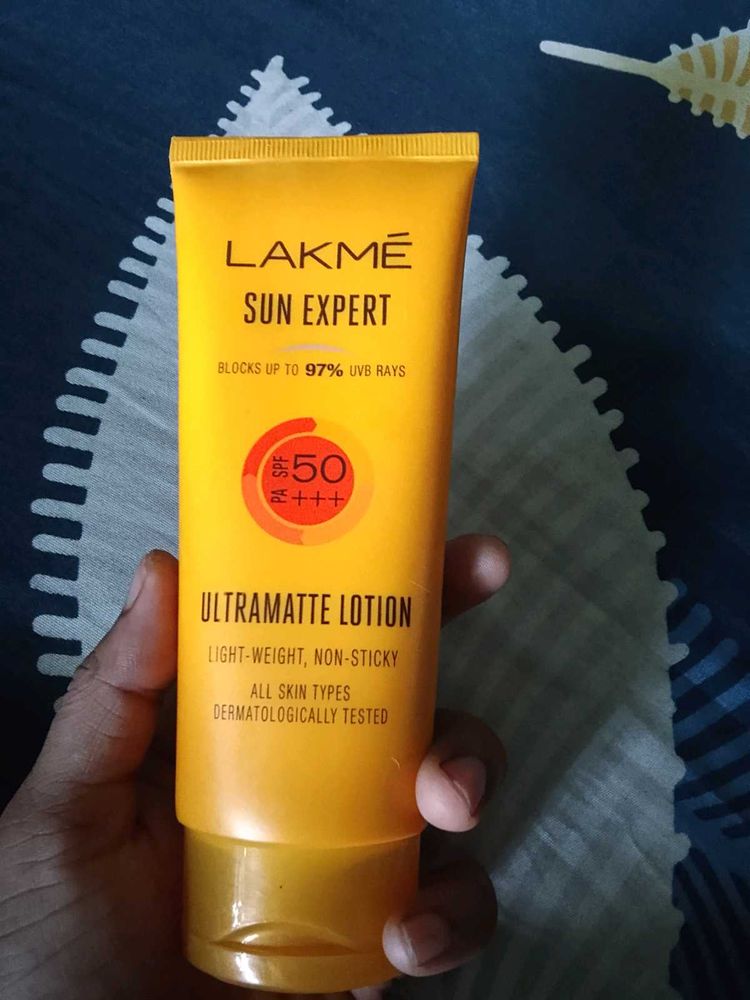 LAKMÉ
SUN EXPERT
BLOCKS UP TO 97% UVB RAYS
SPF 50
PA +++
ULTRAMATTE LOTION
LIGHT-WEIGHT, NON-STICKY
ALL SKIN TYPES
DERMATOLOGICALLY TESTED